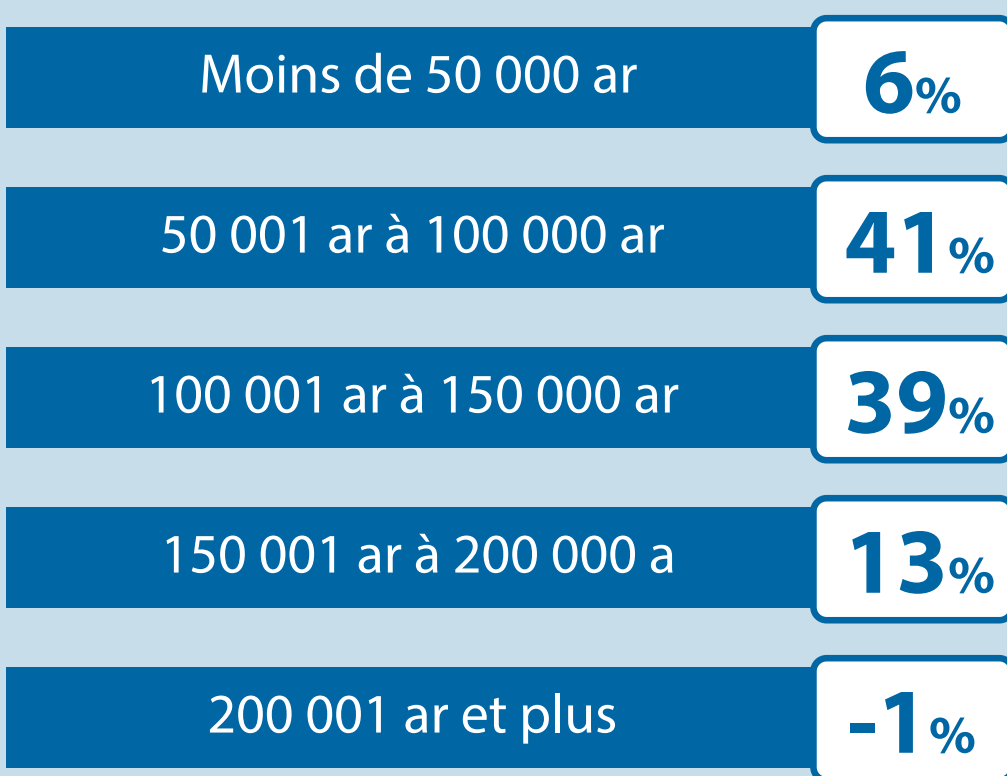 Moins de 50 000 ar 6%
50 001 ar à 100 000 ar 41%
100 001 ar à 150 000 ar 39%
150 001 ar à 200 000 a 13%
200 001 ar et plus -1%